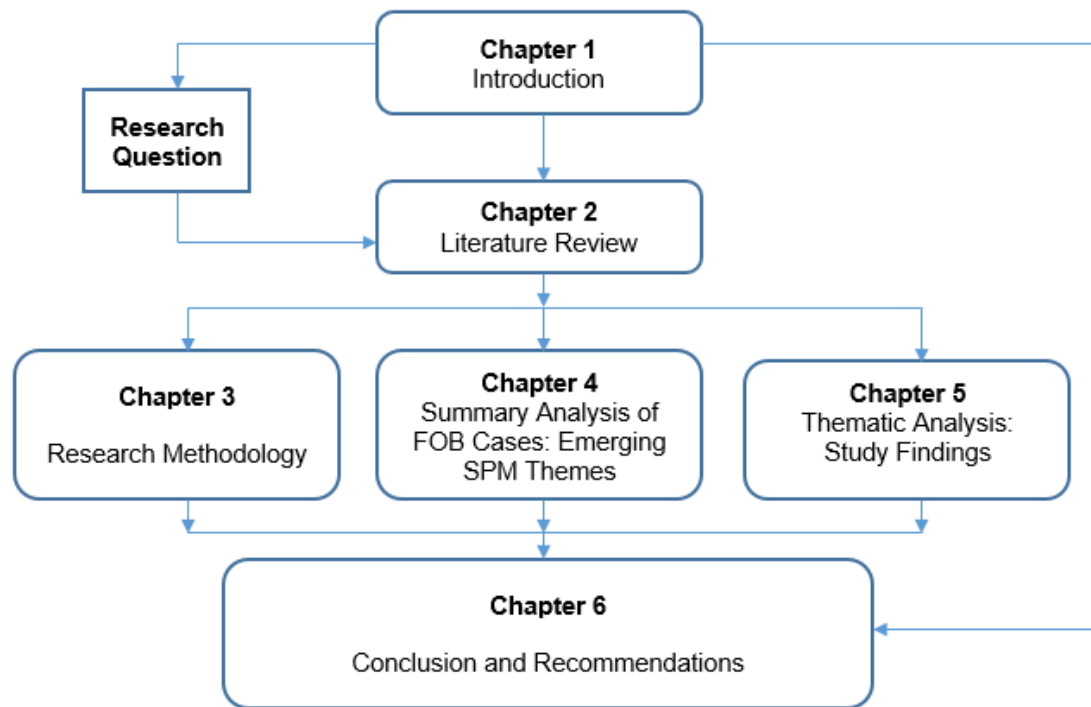 Chapter 1
Introduction
Research
Question
Chapter 2
Literature Review
Chapter 3
Research Methodology
Chapter 4
Summary Analysis of
FOB Cases: Emerging
SPM Themes
Chapter 5
Thematic Analysis:
Study Findings
Chapter 6
Conclusion and Recommendations